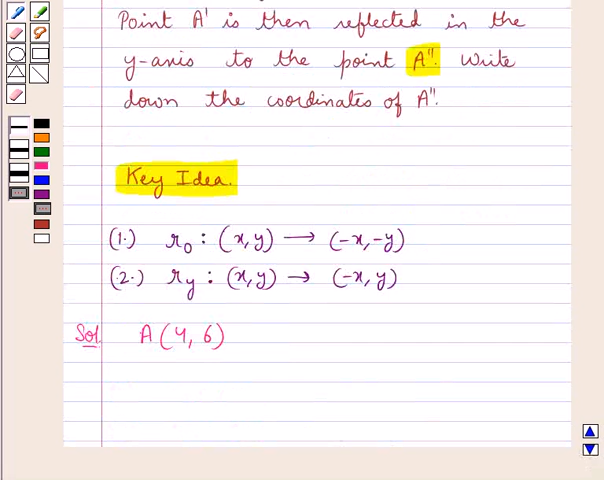 Point A' is then reflected in the
y-axis to the point A". Write
down the coordinates of A".
Key Idea.
(1.) r₀ : (x, y) ⟶ (-x, -y)
(2.) r_y : (x, y) → (-x, y)
Sol. A (4, 6)